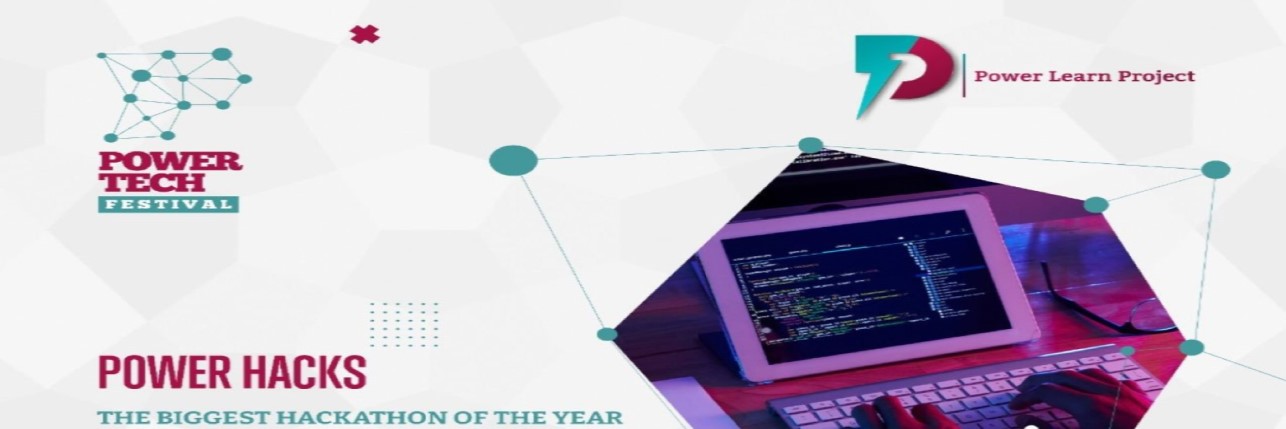 POWER
TECH
FESTIVAL
Power Learn Project
POWER HACKS
THE BIGGEST HACKATHON OF THE YEAR